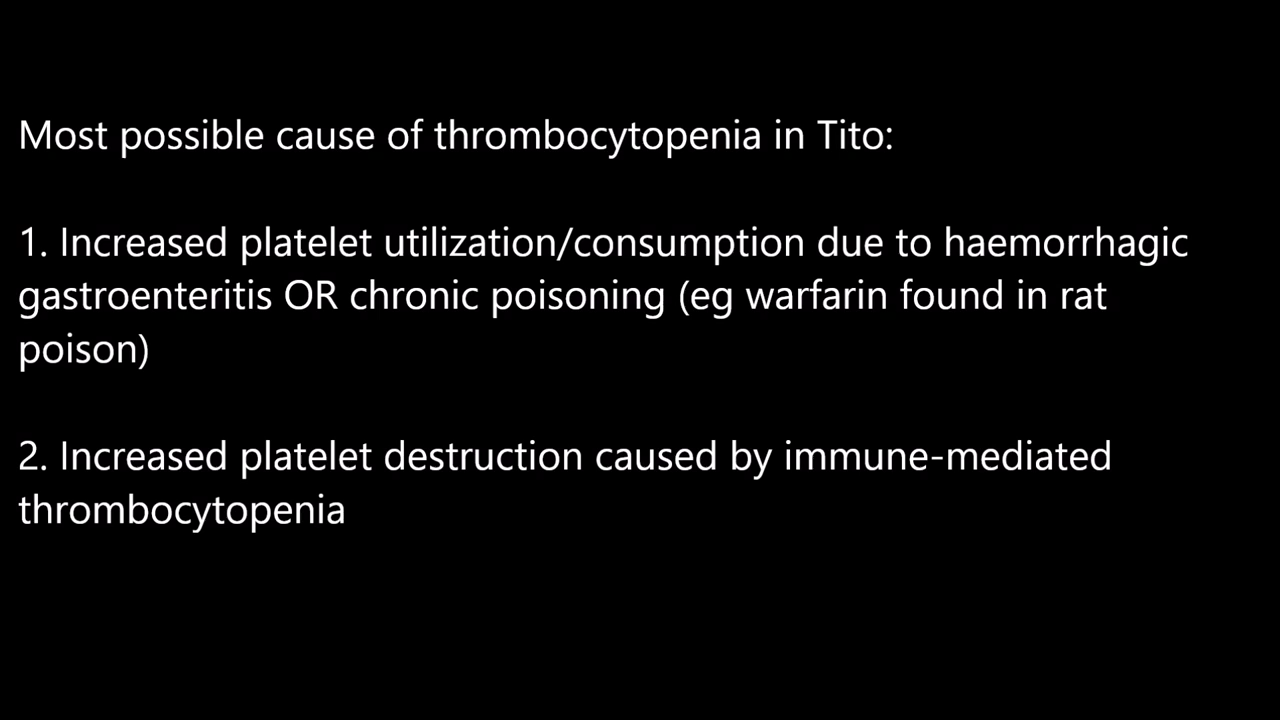 Most possible cause of thrombocytopenia in Tito:
1. Increased platelet utilization/consumption due to haemorrhagic
gastroenteritis OR chronic poisoning (eg warfarin found in rat
poison)
2. Increased platelet destruction caused by immune-mediated
thrombocytopenia